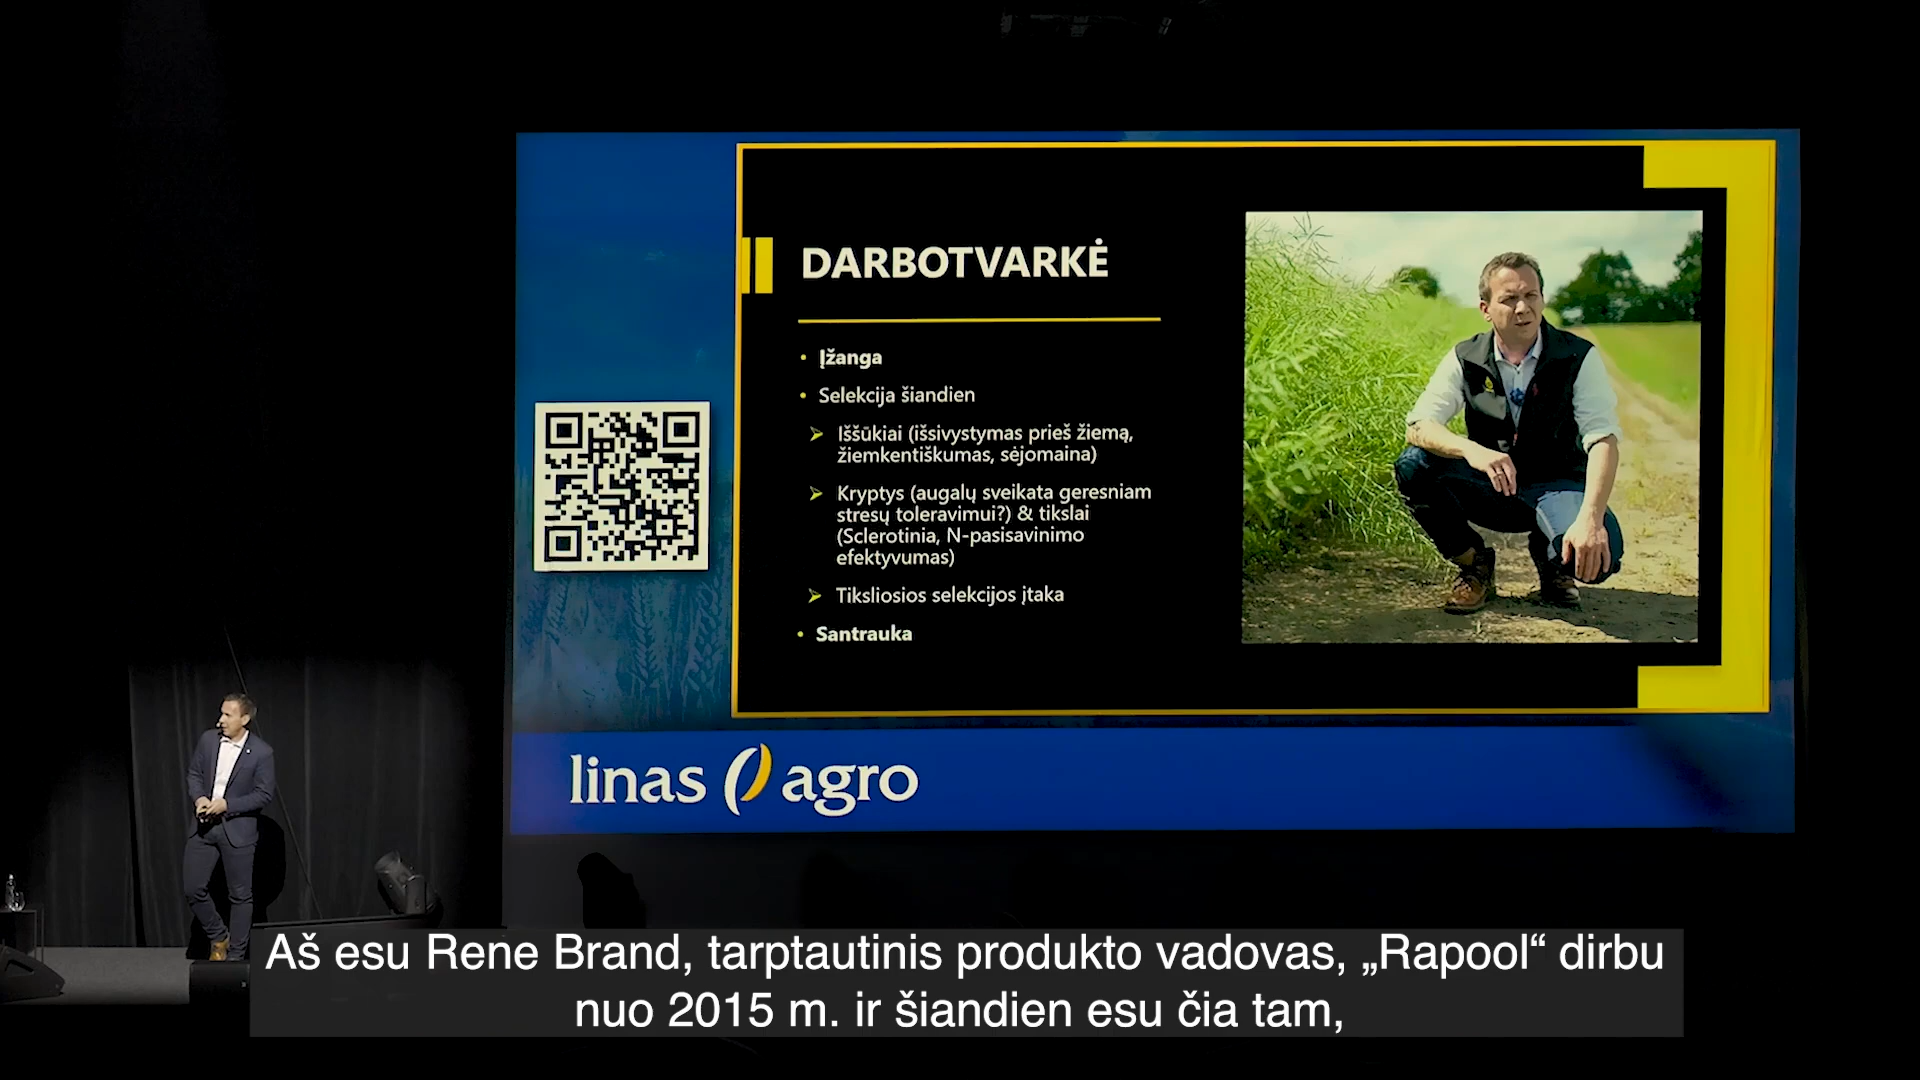 DARBOTVARKĖ
• Įžanga
• Selekcija šiandien
➢ Iššūkiai (išsivystymas prieš žiemą,
žiemkentiškumas, sėjomaina)
➢ Kryptys (augalų sveikata geresniam
stresų toleravimui?) & tikslai
(Sclerotinia, N-pasisavinimo
efektyvumas)
➢ Tiksliosios selekcijos įtaka
• Santrauka
linas agro
Aš esu Rene Brand, tarptautinis produkto vadovas, „Rapool“ dirbu
nuo 2015 m. ir šiandien esu čia tam,